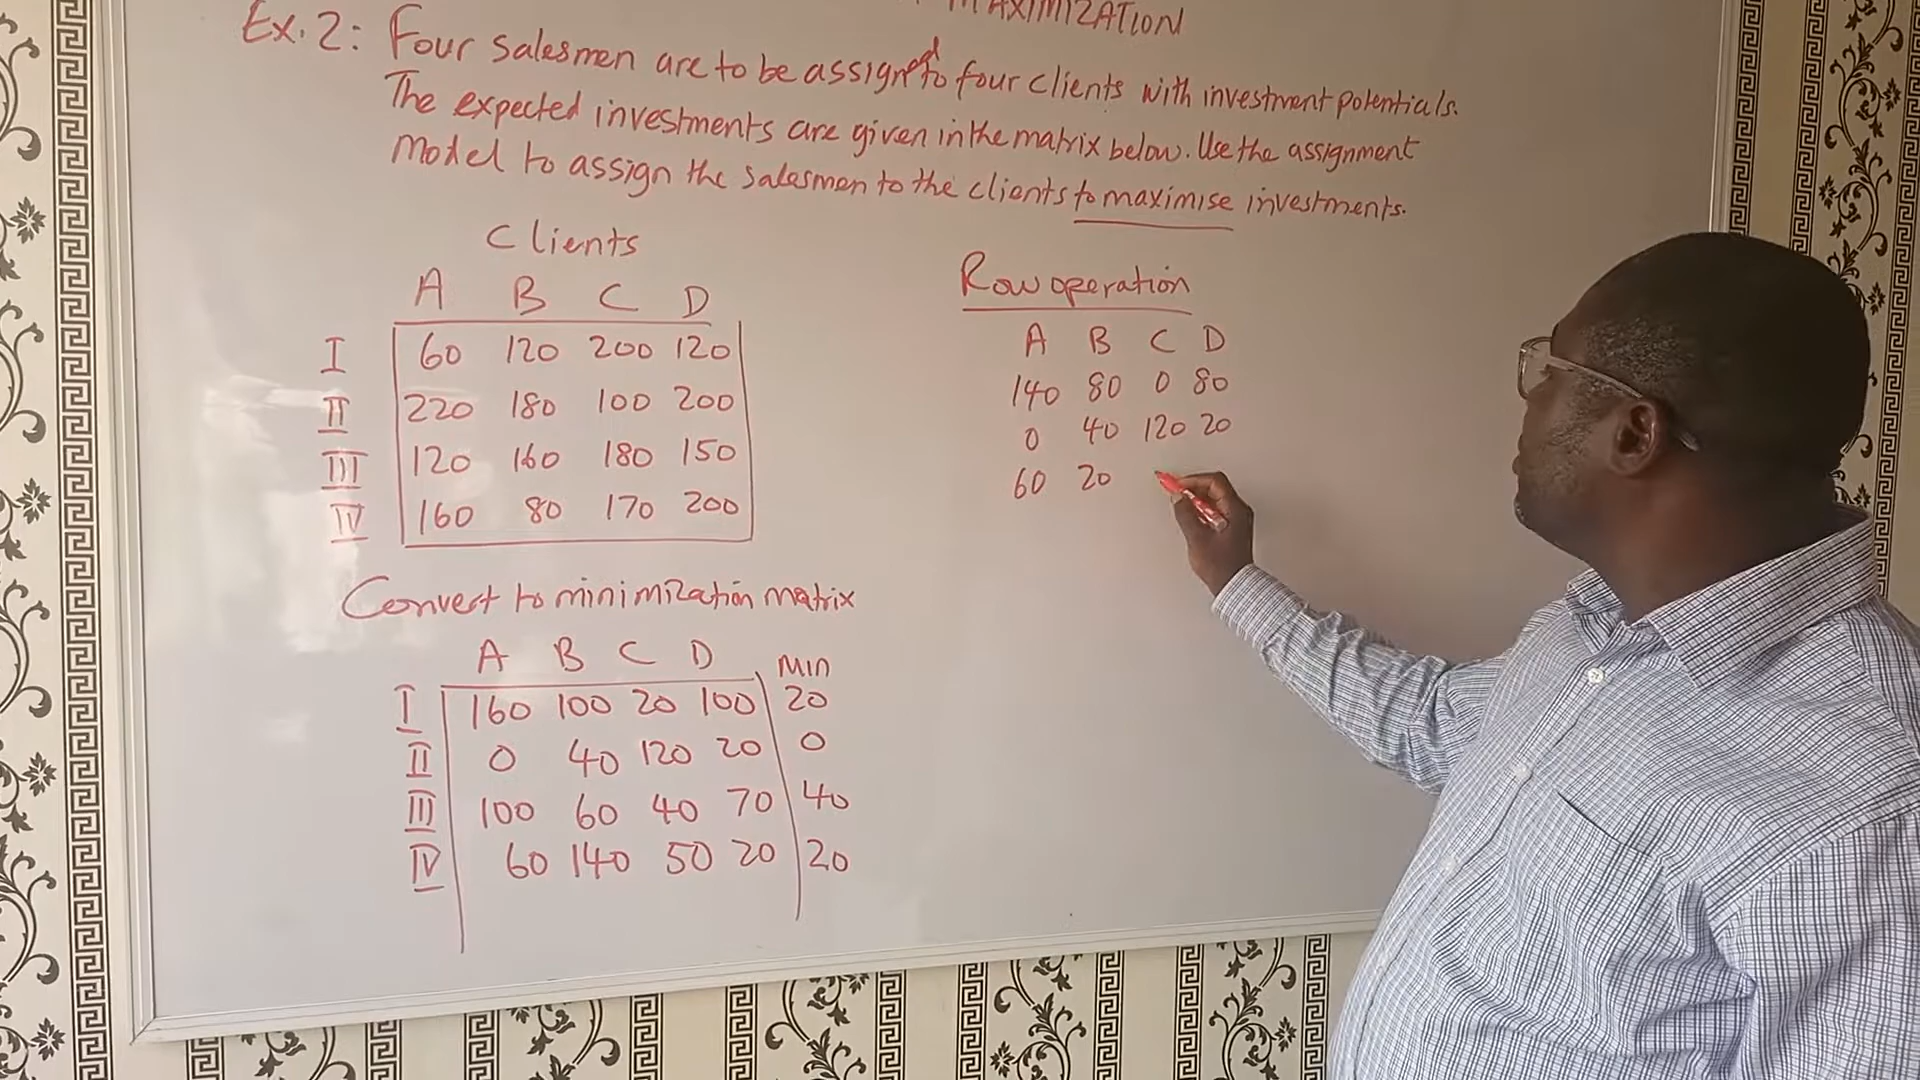 MAXIMIZATION
Ex. 2: Four salesmen are to be assigned to four clients with investment potentials.
The expected investments are given in the matrix below. Use the assignment
model to assign the salesmen to the clients to maximise investments.
Clients
A B C D
I 60 120 200 120
II 220 180 100 200
III 120 160 180 150
IV 160 80 170 200
Convert to minimization matrix
A B C D Min
I 160 100 20 100 20
II 0 40 120 20 0
III 100 60 40 70 40
IV 60 140 50 20 20
Row operation
A B C D
140 80 0 80
0 40 120 20
60 20